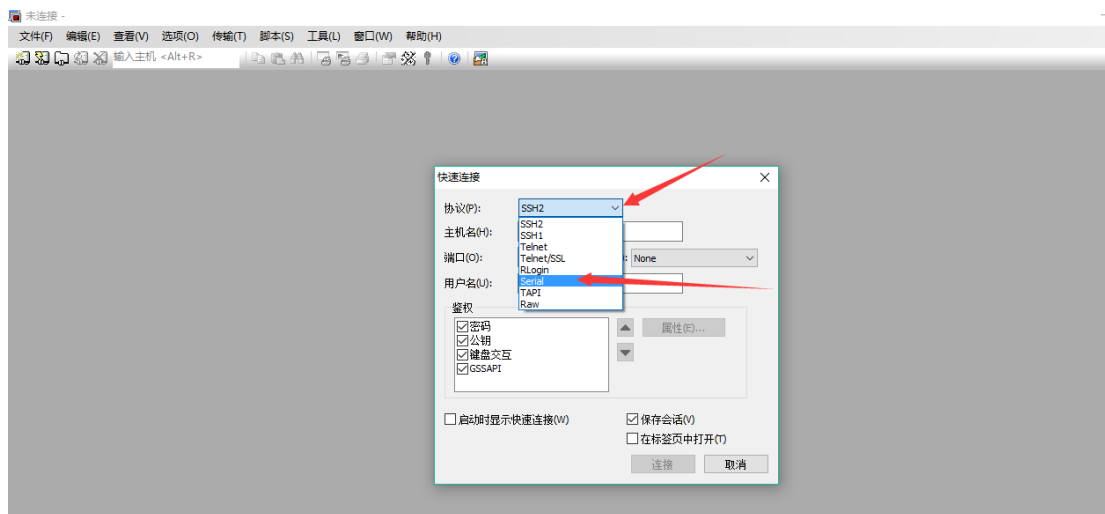 未连接 -
文件(F) 编辑(E) 查看(V) 选项(O) 传输(T) 脚本(S) 工具(L) 窗口(W) 帮助(H)
输入主机 <Alt+R>
快速连接
协议(P): SSH2
SSH2
主机名(H): SSH1
Telnet
端口(O): Telnet/SSL : None
RLogin
用户名(U): Serial
TAPI
鉴权 Raw
密码 属性(E)...
公钥
键盘交互
GSSAPI
启动时显示快速连接(W) 保存会话(V)
在标签页中打开(T)
连接 取消